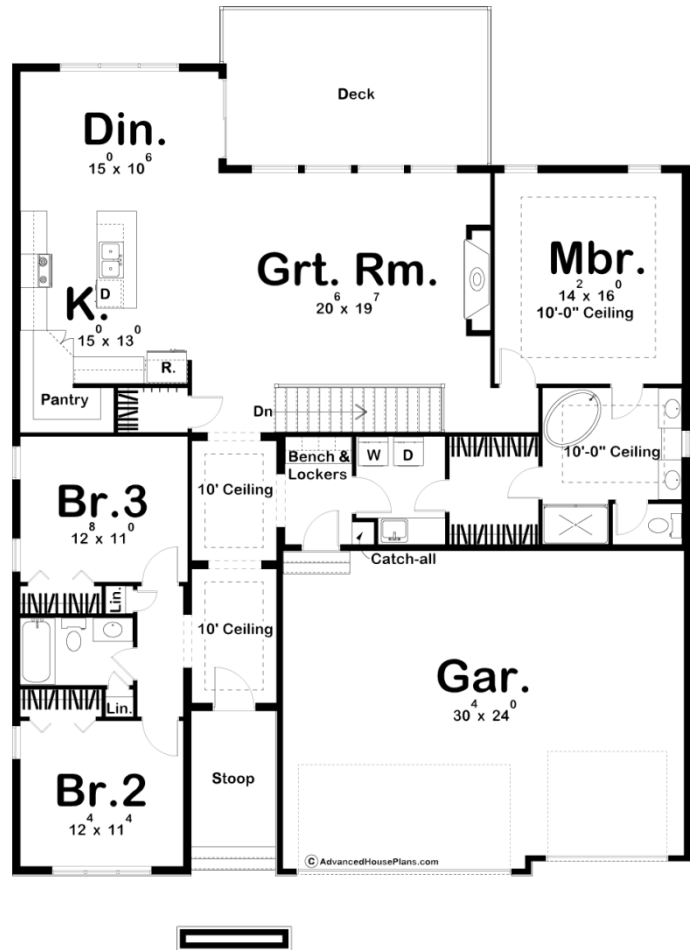 Deck
Din.
15⁰ x 10⁶
Grt. Rm.
20⁶ x 19⁷
Mbr.
14² x 16⁰
10'-0" Ceiling
D
K.
15⁰ x 13⁰
R.
Pantry
Dn
Bench &
Lockers
W
D
10'-0" Ceiling
10' Ceiling
Br.3
12⁸ x 11⁰
Catch-all
Lin.
10' Ceiling
Gar.
30⁴ x 24⁰
Lin.
Stoop
Br.2
12⁴ x 11⁴
© AdvancedHousePlans.com